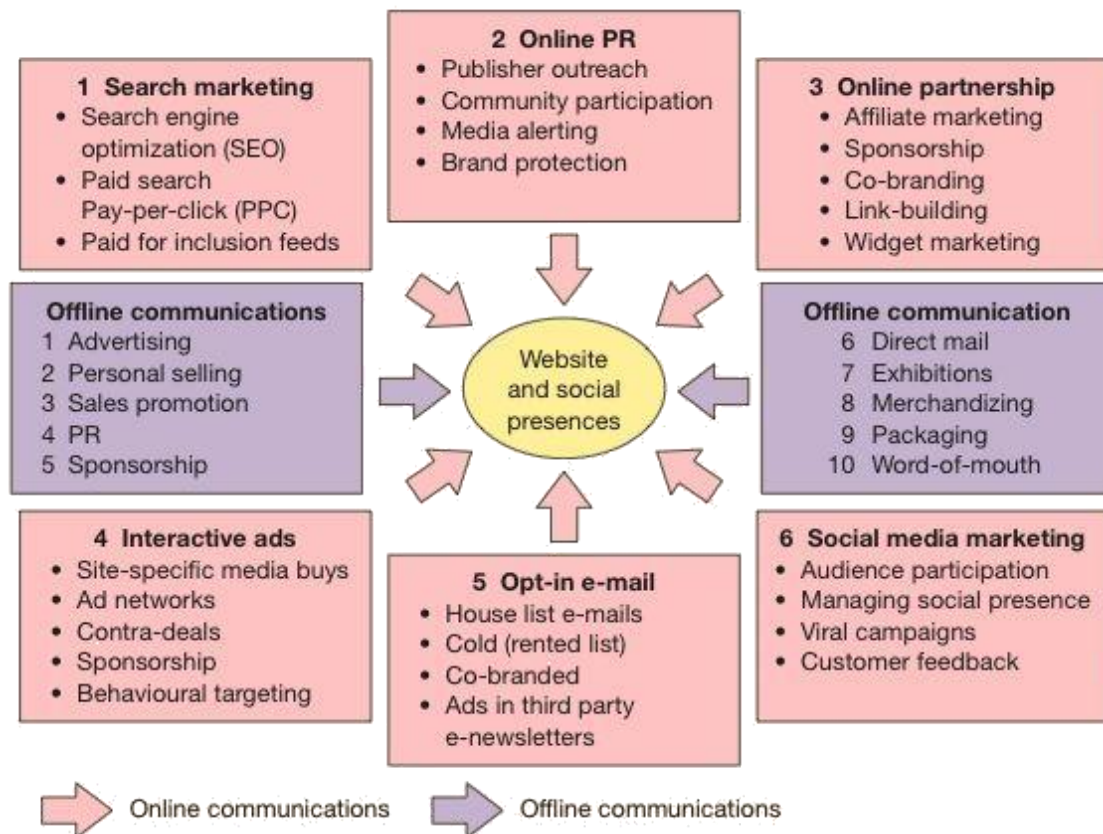 1 Search marketing
• Search engine
optimization (SEO)
• Paid search
Pay-per-click (PPC)
• Paid for inclusion feeds
2 Online PR
• Publisher outreach
• Community participation
• Media alerting
• Brand protection
3 Online partnership
• Affiliate marketing
• Sponsorship
• Co-branding
• Link-building
• Widget marketing
Offline communications
1 Advertising
2 Personal selling
3 Sales promotion
4 PR
5 Sponsorship
Website
and social
presences
Offline communication
6 Direct mail
7 Exhibitions
8 Merchandizing
9 Packaging
10 Word-of-mouth
4 Interactive ads
• Site-specific media buys
• Ad networks
• Contra-deals
• Sponsorship
• Behavioural targeting
5 Opt-in e-mail
• House list e-mails
• Cold (rented list)
• Co-branded
• Ads in third party
e-newsletters
6 Social media marketing
• Audience participation
• Managing social presence
• Viral campaigns
• Customer feedback
Online communications
Offline communications